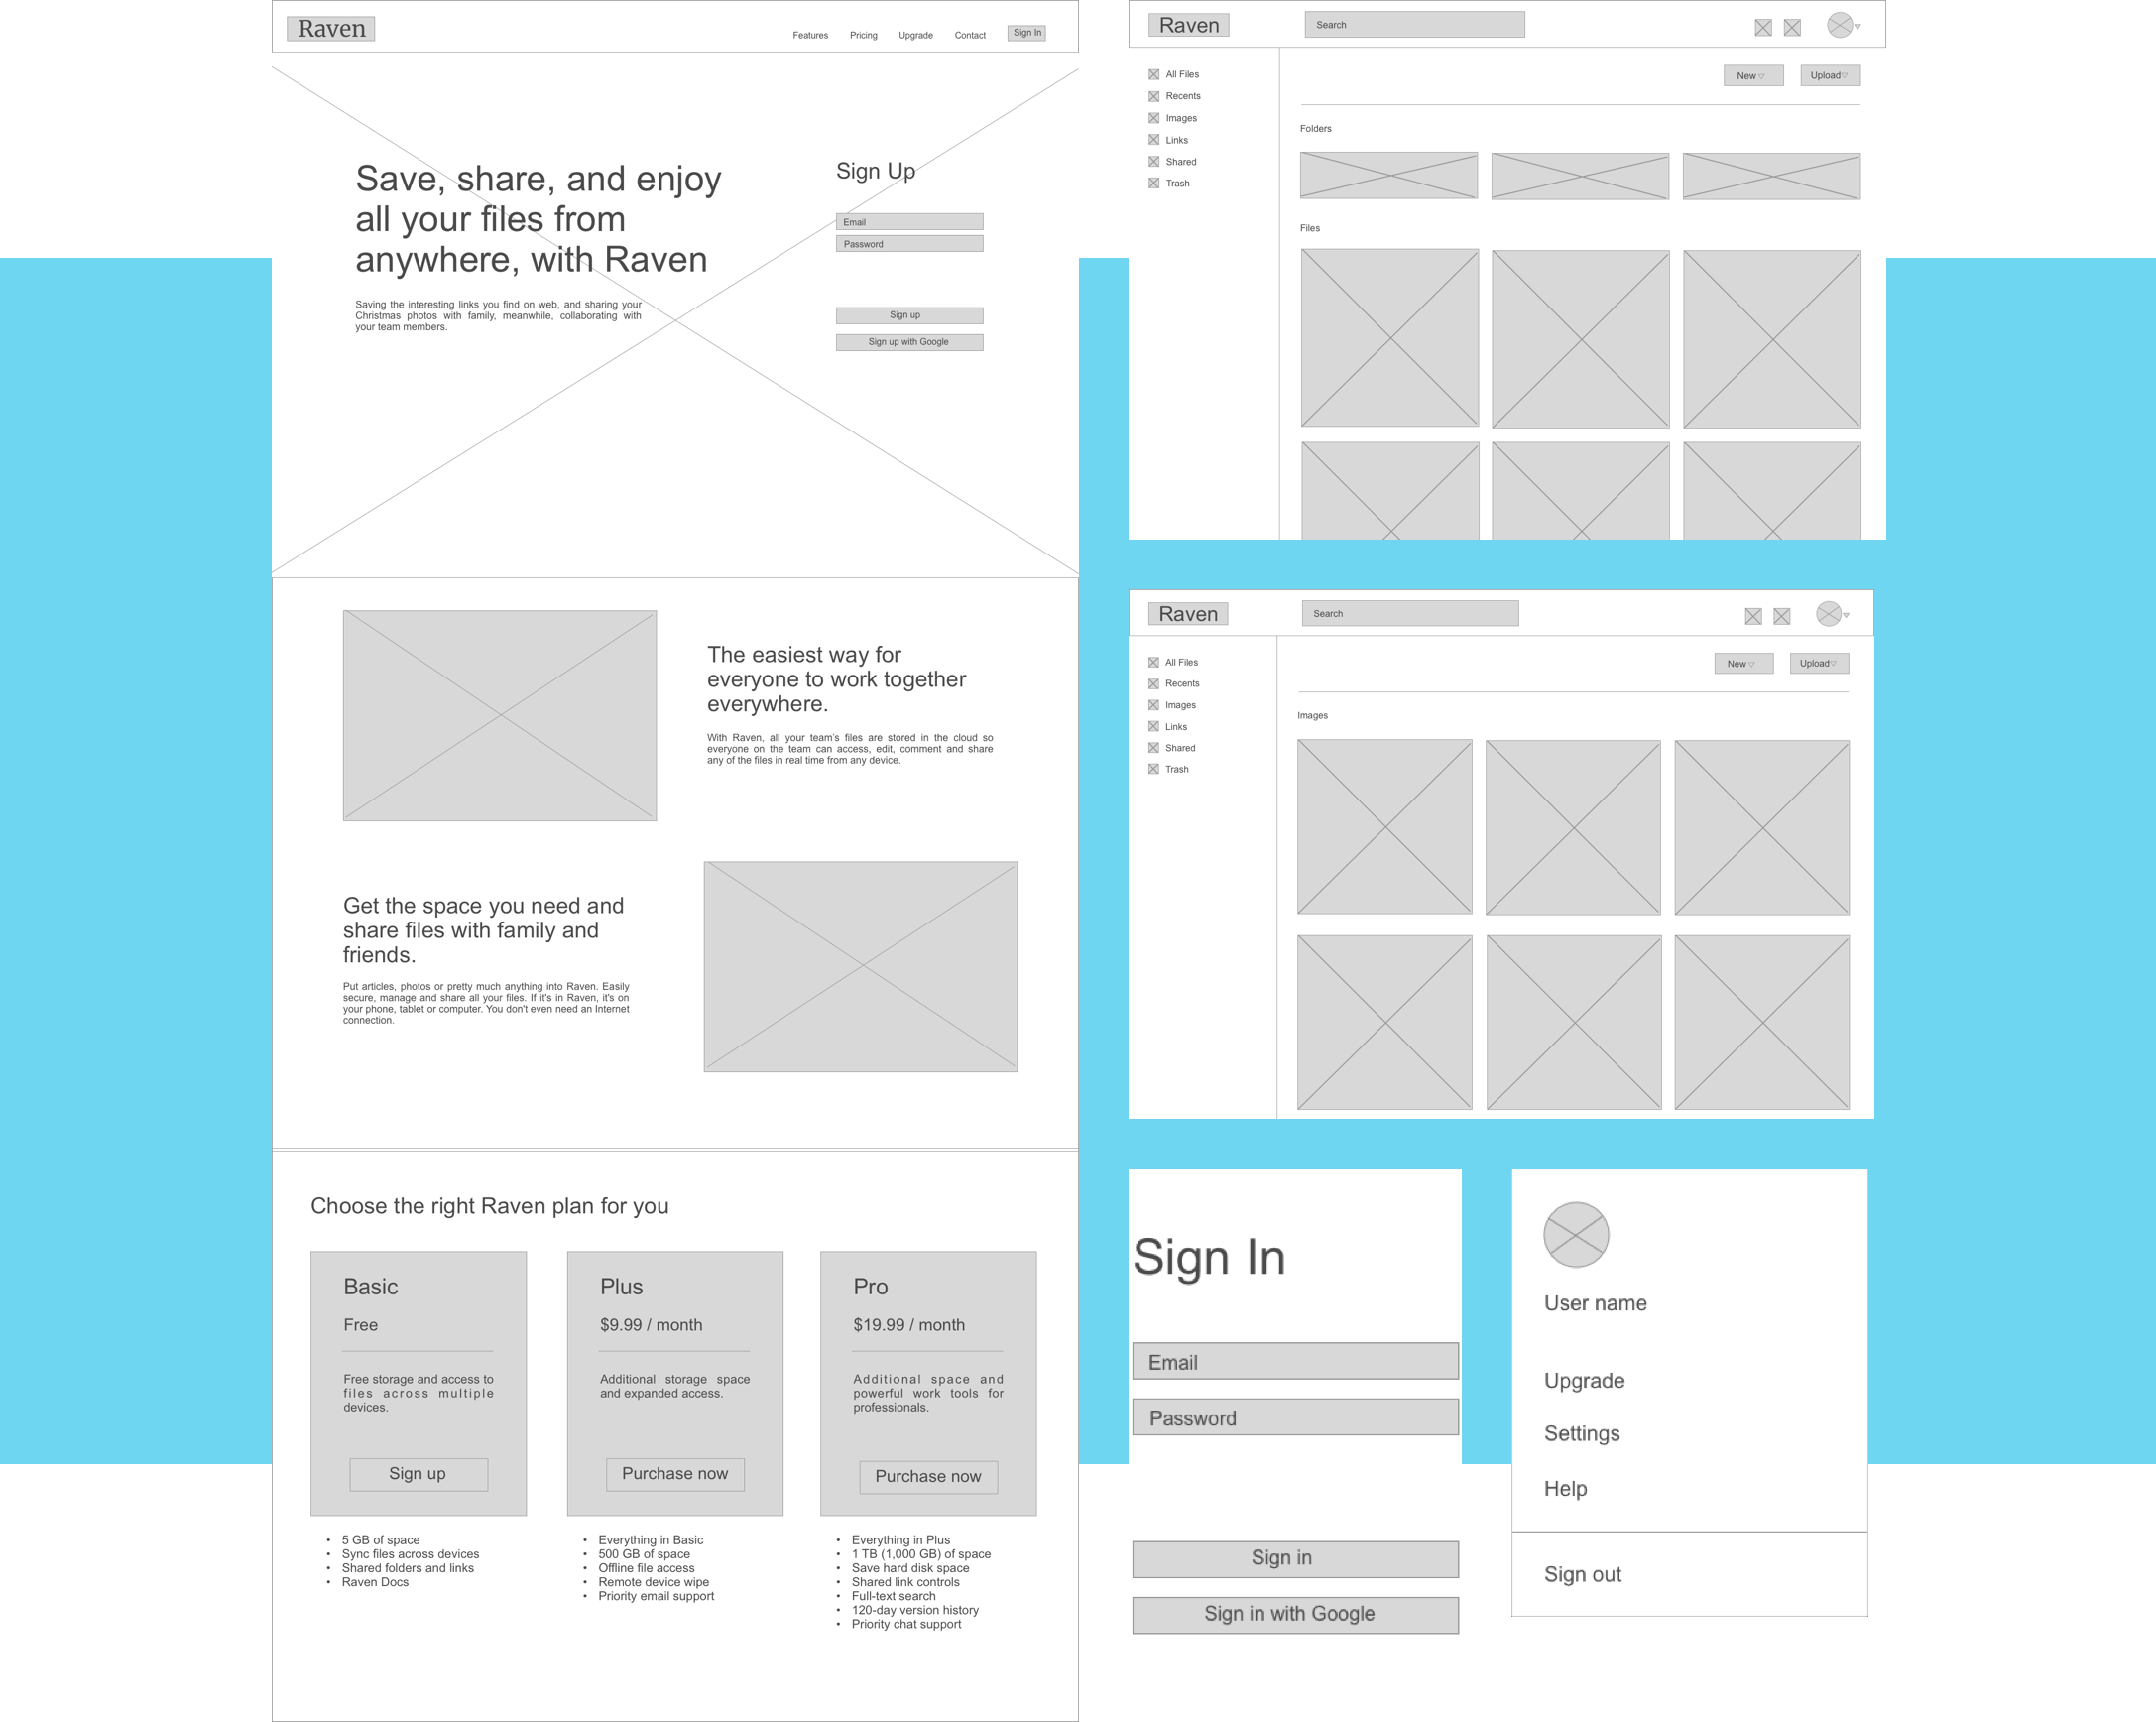 Raven
Features Pricing Upgrade Contact Sign In
Save, share, and enjoy
all your files from
anywhere, with Raven
Saving the interesting links you find on web, and sharing your
Christmas photos with family, meanwhile, collaborating with
your team members.
Sign Up
Email
Password
Sign up
Sign up with Google
The easiest way for
everyone to work together
everywhere.
With Raven, all your team's files are stored in the cloud so
everyone on the team can access, edit, comment and share
any of the files in real time from any device.
Get the space you need and
share files with family and
friends.
Put articles, photos or pretty much anything into Raven. Easily
secure, manage and share all your files. If it's in Raven, it's on
your phone, tablet or computer. You don't even need an Internet
connection.
Choose the right Raven plan for you
Basic
Free
Free storage and access to
files across multiple
devices.
Sign up
• 5 GB of space
• Sync files across devices
• Shared folders and links
• Raven Docs
Plus
$9.99 / month
Additional storage space
and expanded access.
Purchase now
• Everything in Basic
• 500 GB of space
• Offline file access
• Remote device wipe
• Priority email support
Pro
$19.99 / month
Additional space and
powerful work tools for
professionals.
Purchase now
• Everything in Plus
• 1 TB (1,000 GB) of space
• Save hard disk space
• Shared link controls
• Full-text search
• 120-day version history
• Priority chat support
Raven
Search
All Files
Recents
Images
Links
Shared
Trash
New
Upload
Folders
Files
Raven
Search
All Files
Recents
Images
Links
Shared
Trash
New
Upload
Images
Sign In
Email
Password
Sign in
Sign in with Google
User name
Upgrade
Settings
Help
Sign out